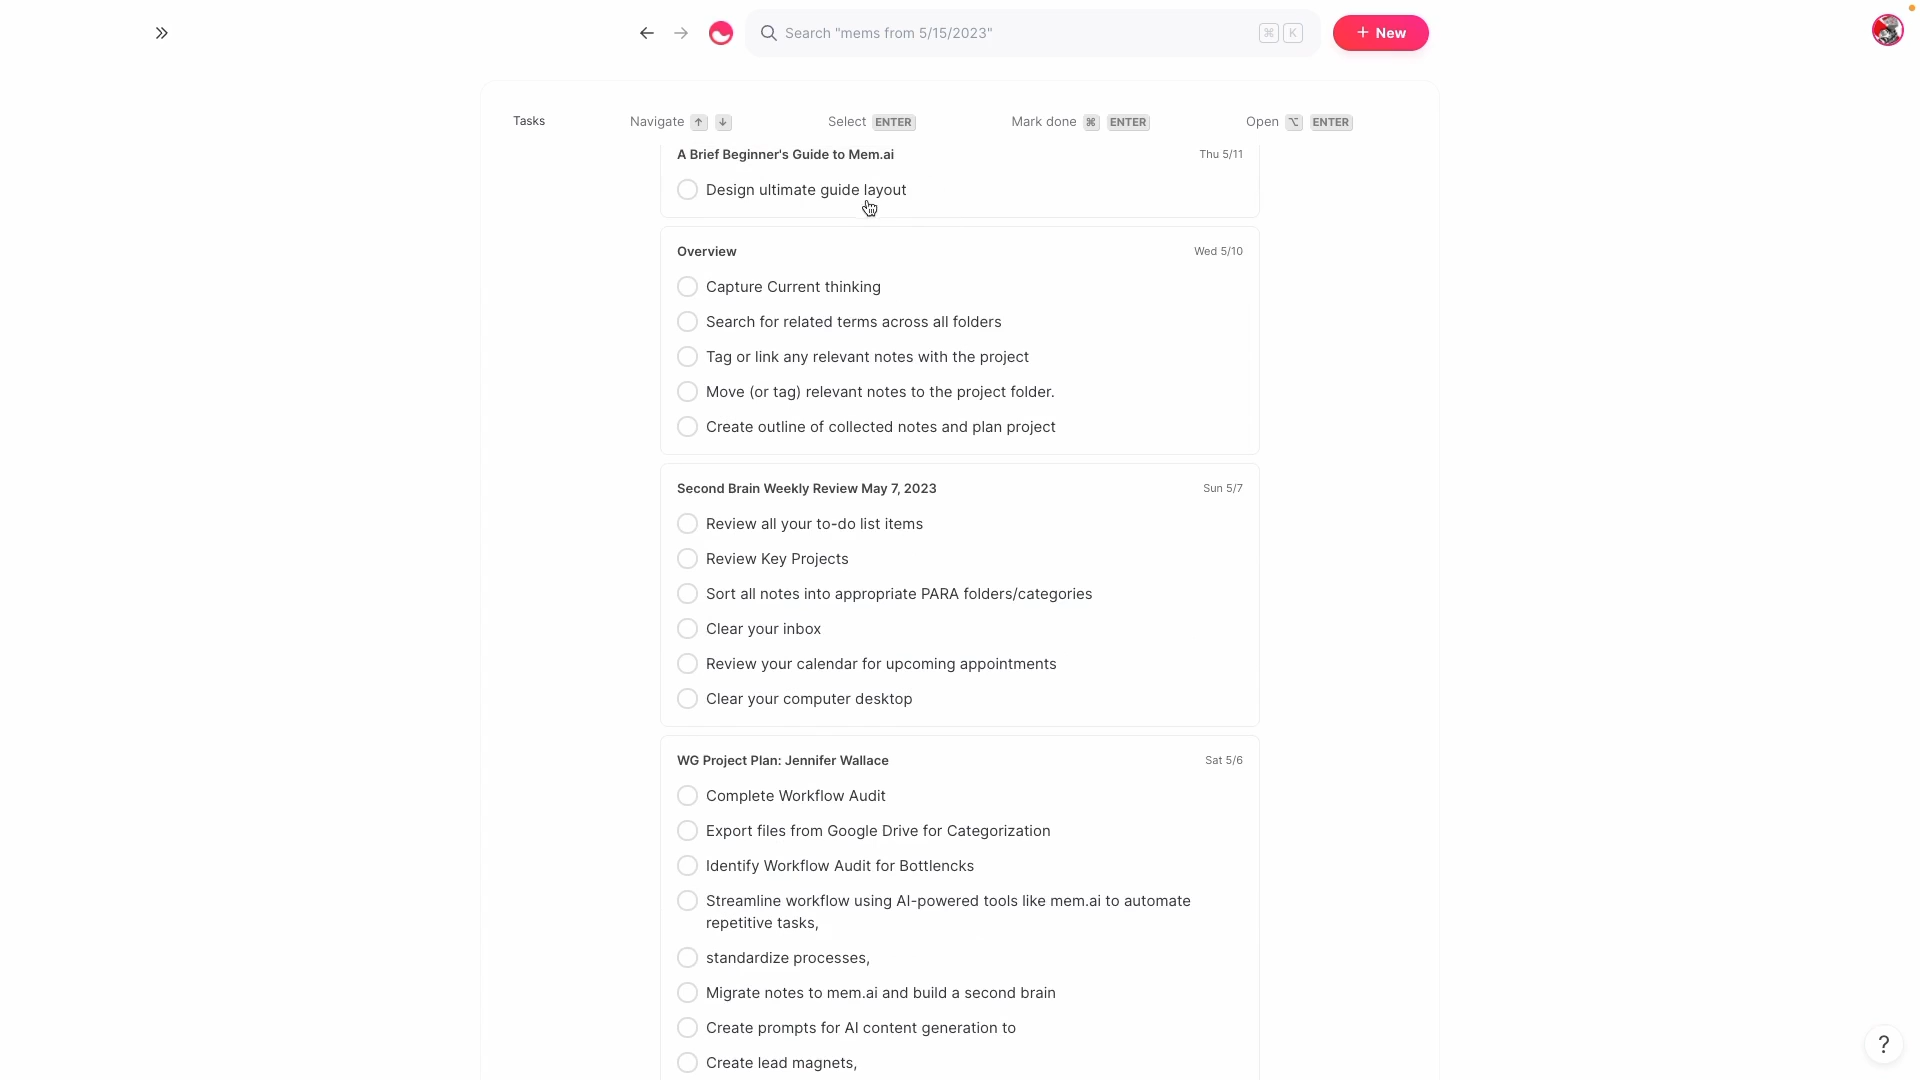 Search "mems from 5/15/2023"
⌘ K
+ New
Tasks
Navigate ↑ ↓
Select ENTER
Mark done ⌘ ENTER
Open ⌥ ENTER
A Brief Beginner's Guide to Mem.ai
Thu 5/11
Design ultimate guide layout
Overview
Wed 5/10
Capture Current thinking
Search for related terms across all folders
Tag or link any relevant notes with the project
Move (or tag) relevant notes to the project folder.
Create outline of collected notes and plan project
Second Brain Weekly Review May 7, 2023
Sun 5/7
Review all your to-do list items
Review Key Projects
Sort all notes into appropriate PARA folders/categories
Clear your inbox
Review your calendar for upcoming appointments
Clear your computer desktop
WG Project Plan: Jennifer Wallace
Sat 5/6
Complete Workflow Audit
Export files from Google Drive for Categorization
Identify Workflow Audit for Bottlencks
Streamline workflow using AI-powered tools like mem.ai to automate
repetitive tasks,
standardize processes,
Migrate notes to mem.ai and build a second brain
Create prompts for AI content generation to
Create lead magnets,
?